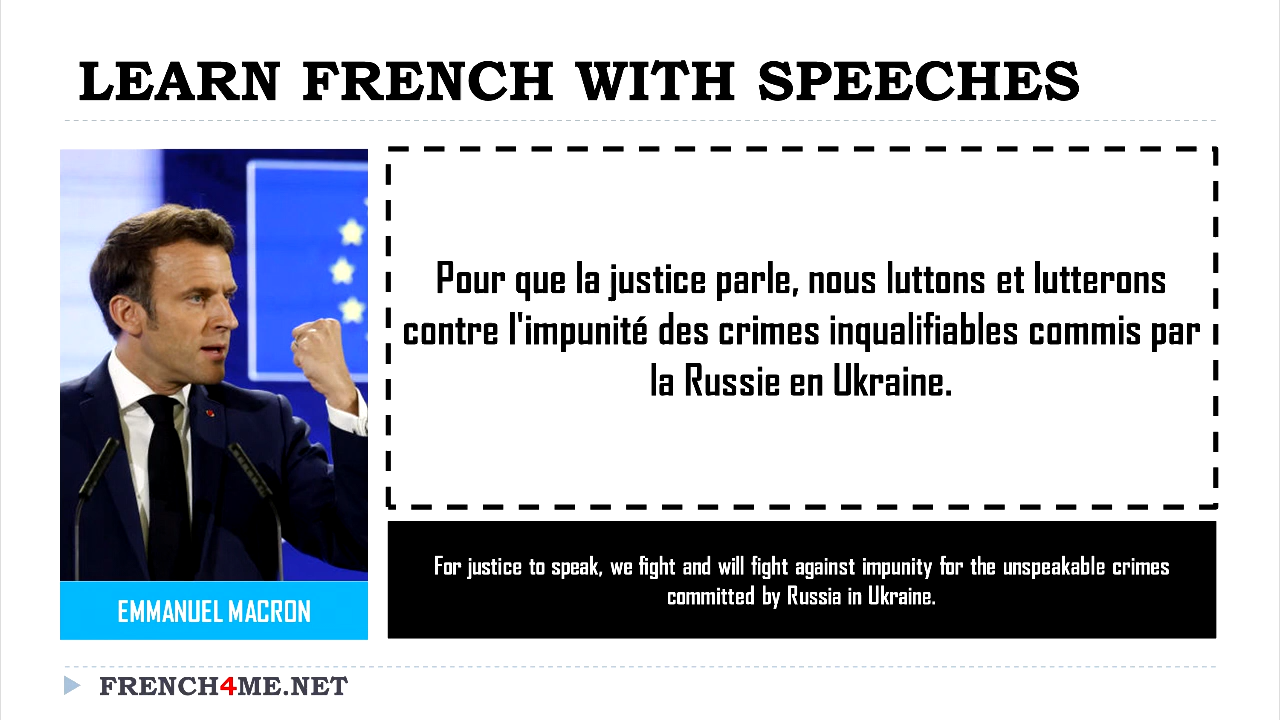 LEARN FRENCH WITH SPEECHES
Pour que la justice parle, nous luttons et lutterons
contre l'impunité des crimes inqualifiables commis par
la Russie en Ukraine.
For justice to speak, we fight and will fight against impunity for the unspeakable crimes
committed by Russia in Ukraine.
EMMANUEL MACRON
FRENCH4ME.NET